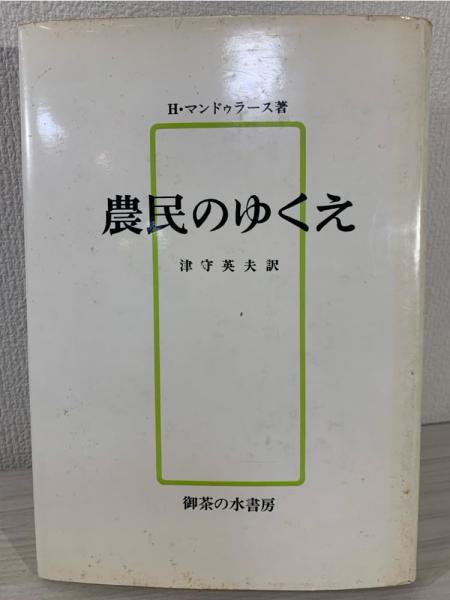 H・マンドゥラース著
農民のゆくえ
津守英夫訳
御茶の水書房